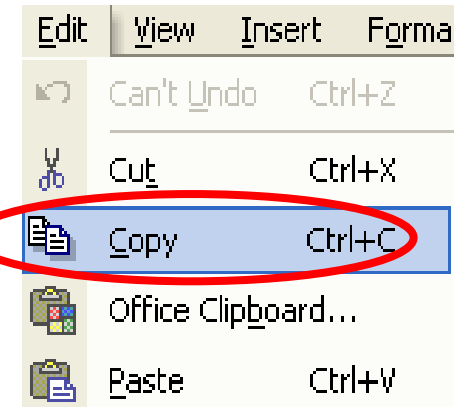 Edit View Insert Forma
Can't Undo Ctrl+Z
Cut Ctrl+X
Copy Ctrl+C
Office Clipboard...
Paste Ctrl+V